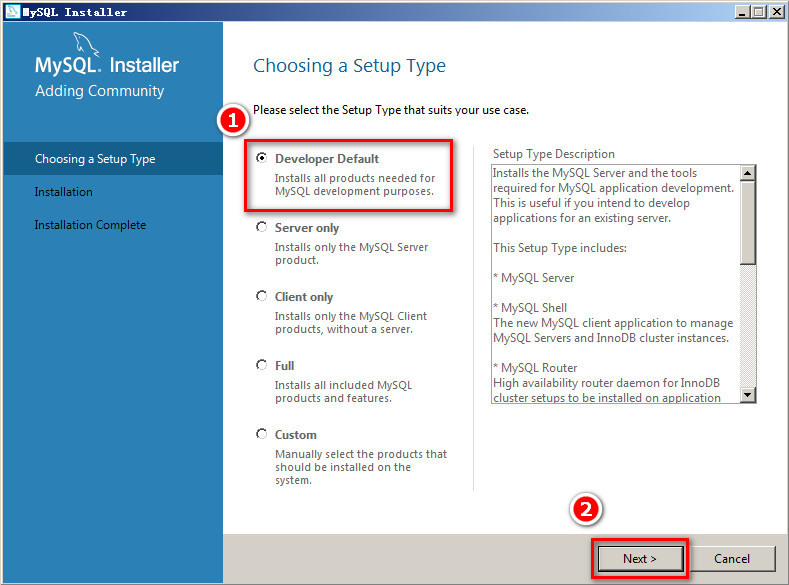 MySQL Installer
MySQL. Installer
Adding Community
Choosing a Setup Type
Installation
Installation Complete
Choosing a Setup Type
Please select the Setup Type that suits your use case.
1
Developer Default
Installs all products needed for
MySQL development purposes.
Server only
Installs only the MySQL Server
product.
Client only
Installs only the MySQL Client
products, without a server.
Full
Installs all included MySQL
products and features.
Custom
Manually select the products that
should be installed on the
system.
Setup Type Description
Installs the MySQL Server and the tools
required for MySQL application development.
This is useful if you intend to develop
applications for an existing server.
This Setup Type includes:
* MySQL Server
* MySQL Shell
The new MySQL client application to manage
MySQL Servers and InnoDB cluster instances.
* MySQL Router
High availability router daemon for InnoDB
cluster setups to be installed on application
2
Next >
Cancel